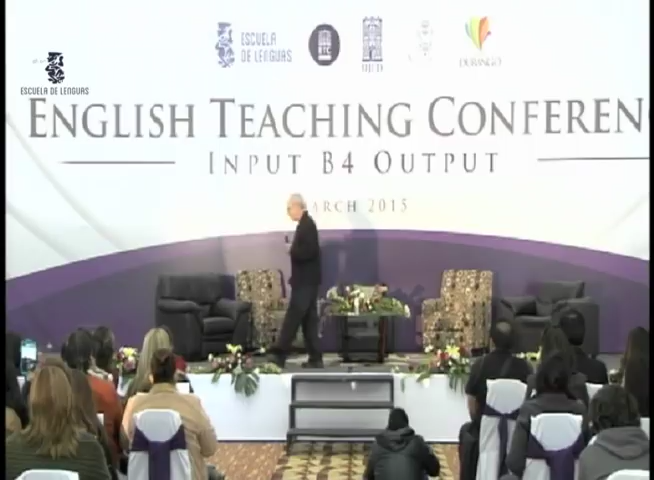 ESCUELA
DE LENGUAS
DURANGO
ESCUELA
DE LENGUAS
ENGLISH TEACHING CONFEREN
INPUT B4 OUTPUT
ARCH 2015